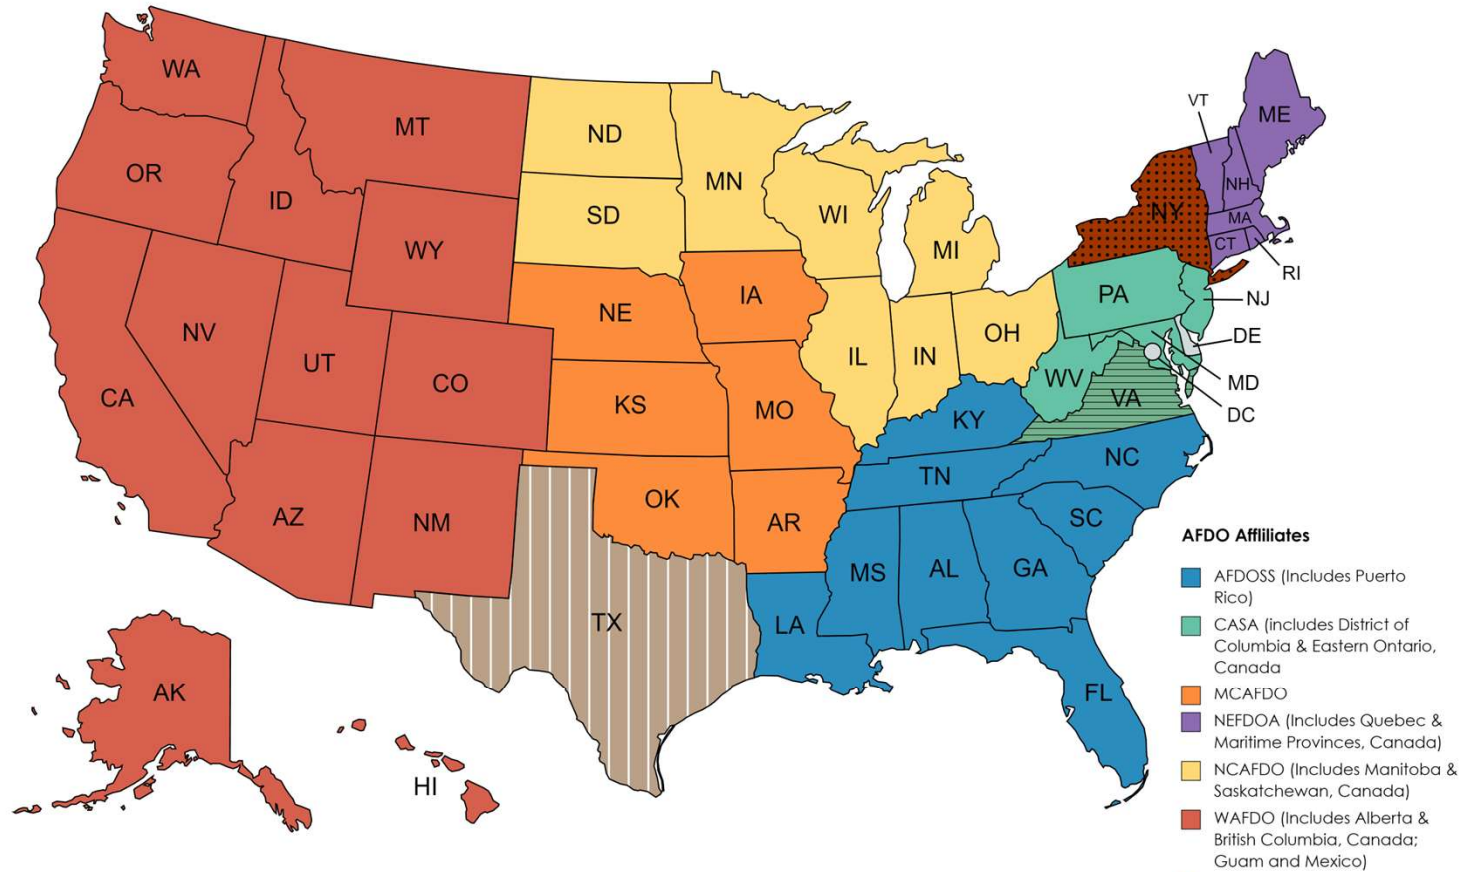 WA
MT
ND
MN
OR
ID
SD
WI
MI
WY
VT
ME
NH
NY
MA
CT
RI
NV
UT
CO
CA
NE
IA
IL
IN
OH
PA
NJ
DE
WV
MD
VA
DC
KS
MO
KY
AZ
NM
OK
AR
TN
NC
SC
TX
LA
MS
AL
GA
FL
AK
HI
AFDO Affliliates
AFDOSS (Includes Puerto
Rico)
CASA (includes District of
Columbia & Eastern Ontario,
Canada
MCAFDO
NEFDOA (Includes Quebec &
Maritime Provinces, Canada)
NCAFDO (Includes Manitoba &
Saskatchewan, Canada)
WAFDO (Includes Alberta &
British Columbia, Canada;
Guam and Mexico)